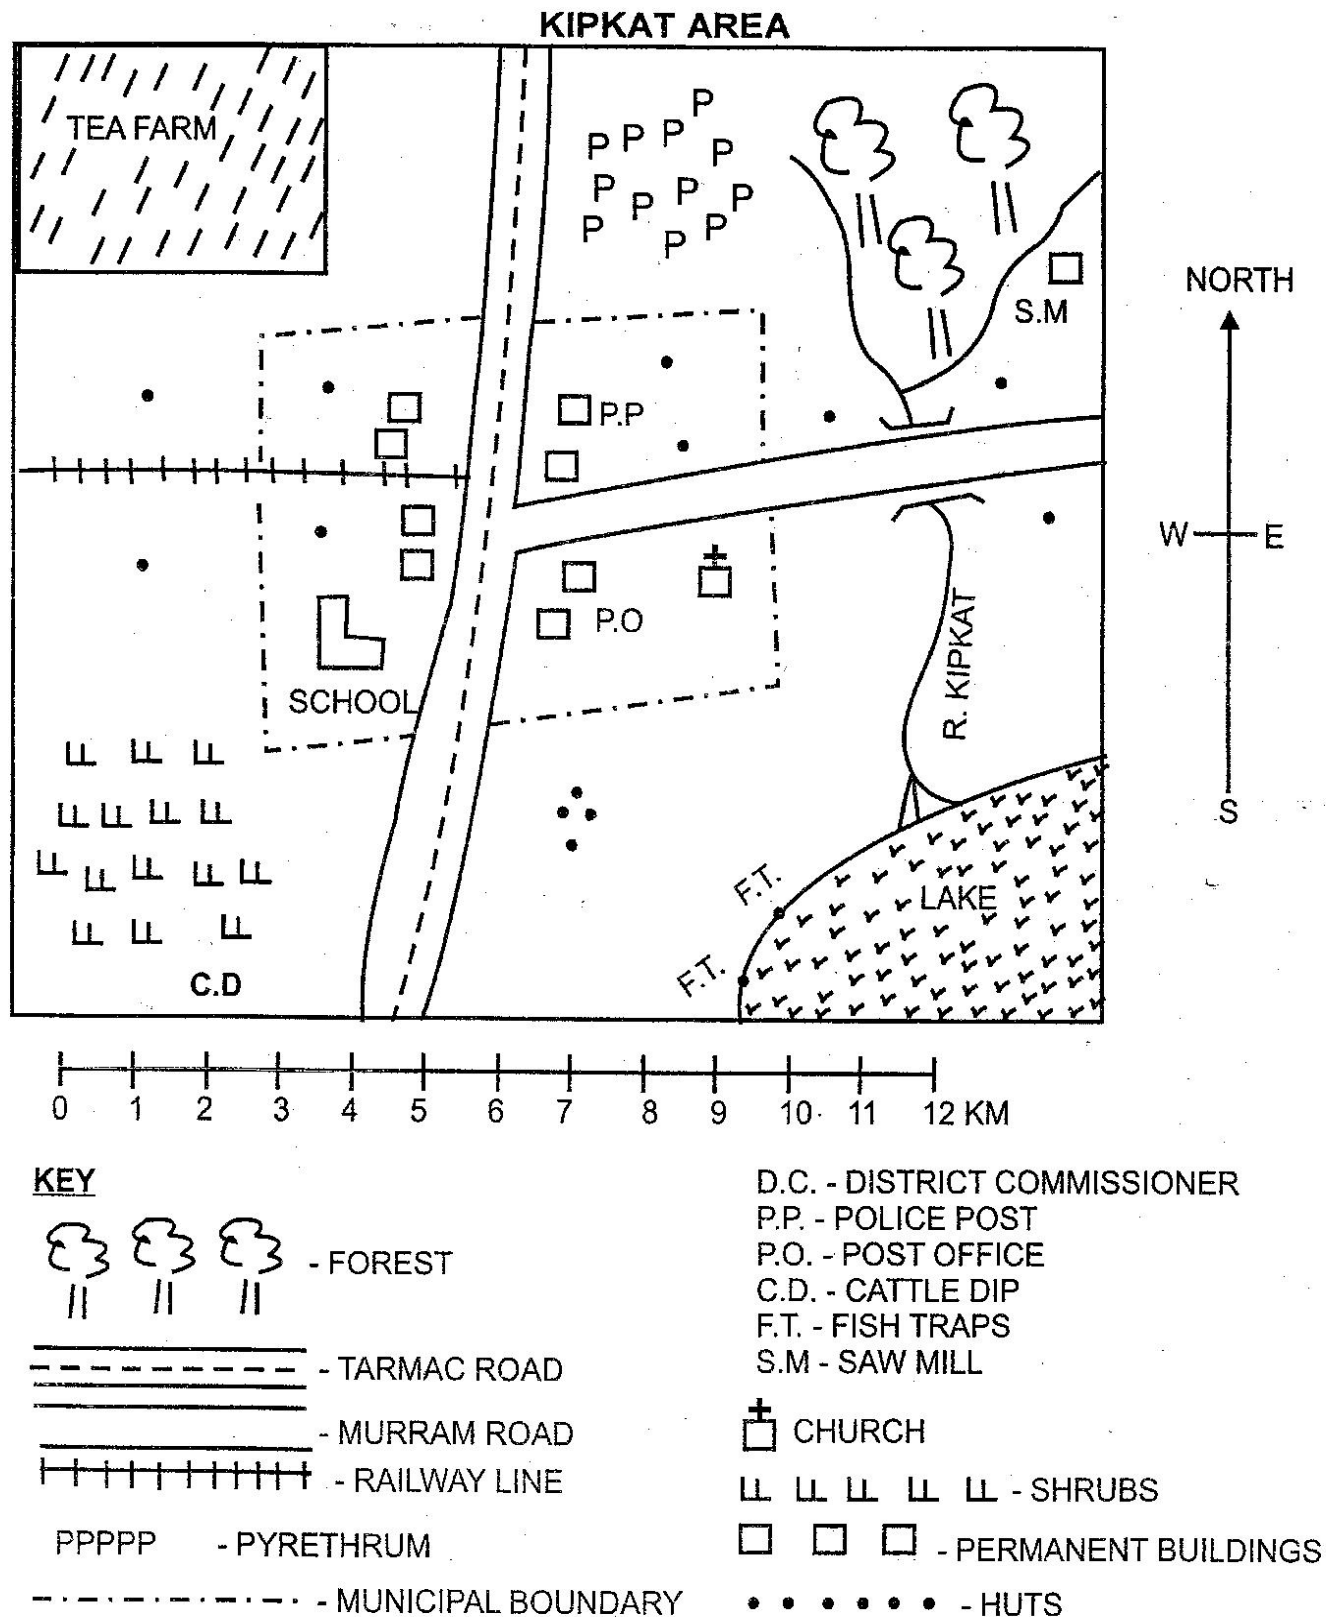 KIPKAT AREA
TEA FARM
P
P P P
P
P P P P
P P P
P
S.M
NORTH
P.P
W E
P.O
SCHOOL
R. KIPKAT
S
F.T.
LAKE
F.T.
C.D
0 1 2 3 4 5 6 7 8 9 10 11 12 KM
KEY
- FOREST
- TARMAC ROAD
- MURRAM ROAD
- RAILWAY LINE
PPPPP - PYRETHRUM
- MUNICIPAL BOUNDARY
D.C. - DISTRICT COMMISSIONER
P.P. - POLICE POST
P.O. - POST OFFICE
C.D. - CATTLE DIP
F.T. - FISH TRAPS
S.M - SAW MILL
CHURCH
- SHRUBS
- PERMANENT BUILDINGS
- HUTS